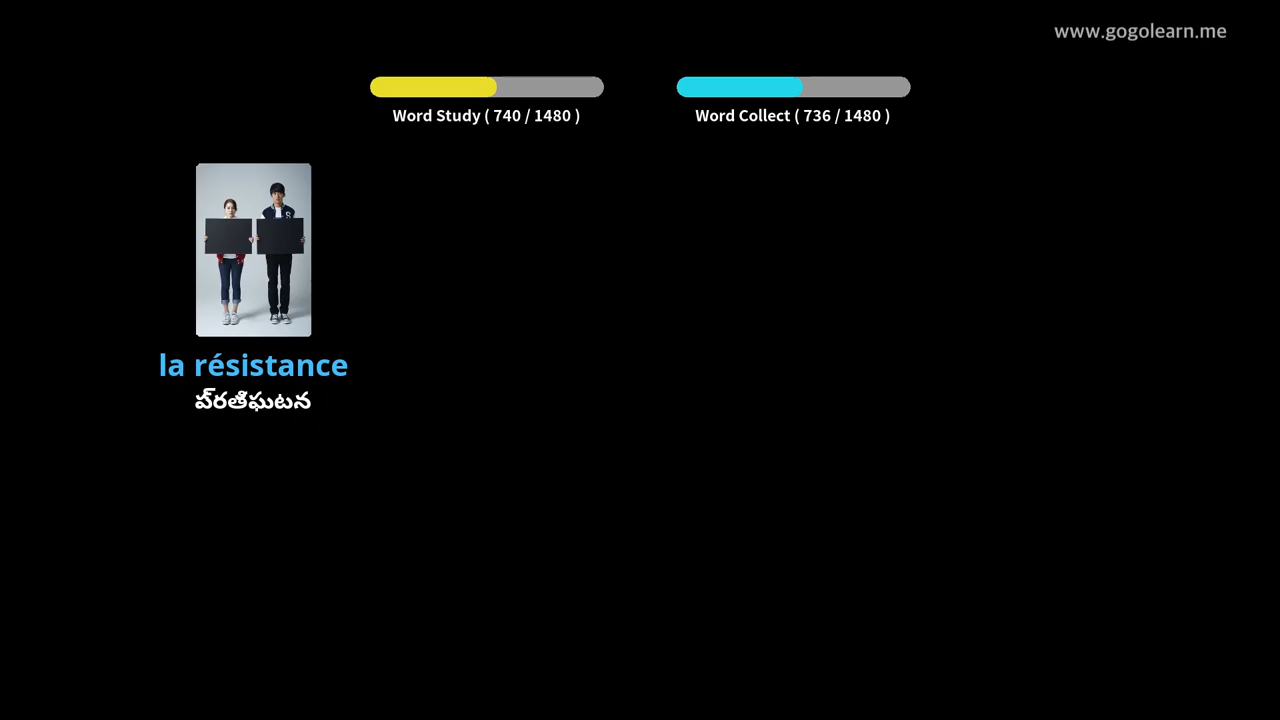 www.gogolearn.me
Word Study ( 740 / 1480 )
Word Collect ( 736 / 1480 )
la résistance
ప్రతిఘటన